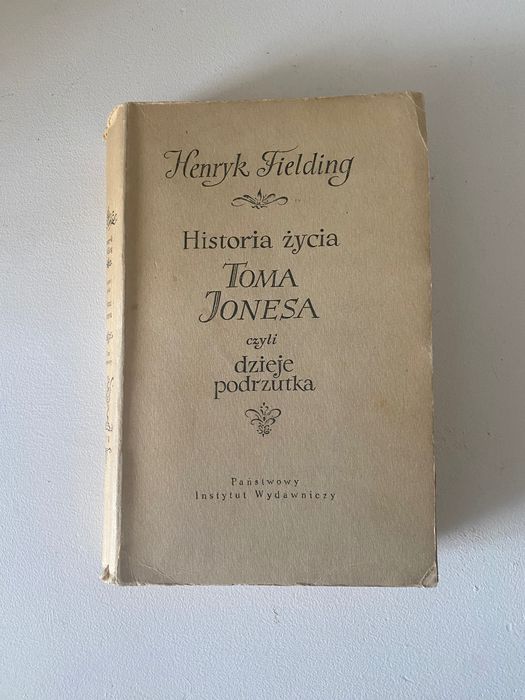 Henryk Fielding
Historia życia
TOMA
JONESA
czyli
dzieje
podrzutka
Państwowy
Instytut Wydawniczy